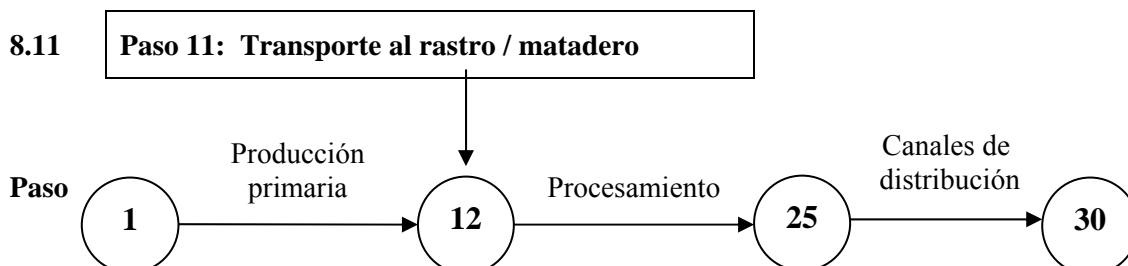 8.11 Paso 11: Transporte al rastro / matadero
Producción
primaria
Procesamiento
Canales de
distribución
Paso 1 12 25 30